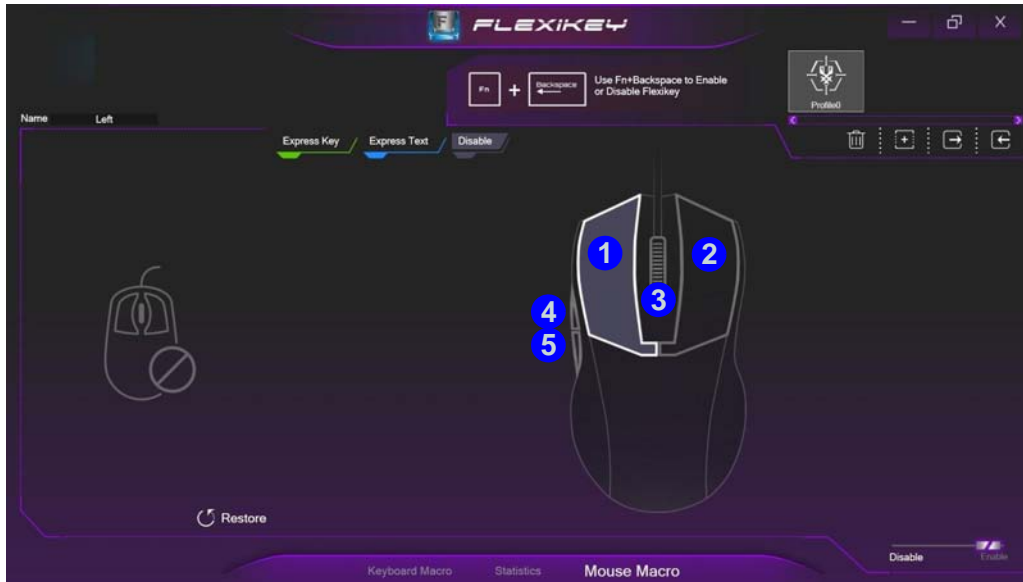 F FLEXIKEY
Fn + Backspace Use Fn+Backspace to Enable
or Disable Flexikey
Profile0
Name Left
Express Key Express Text Disable
1
2
3
4
5
Restore
Disable Enable
Keyboard Macro Statistics Mouse Macro